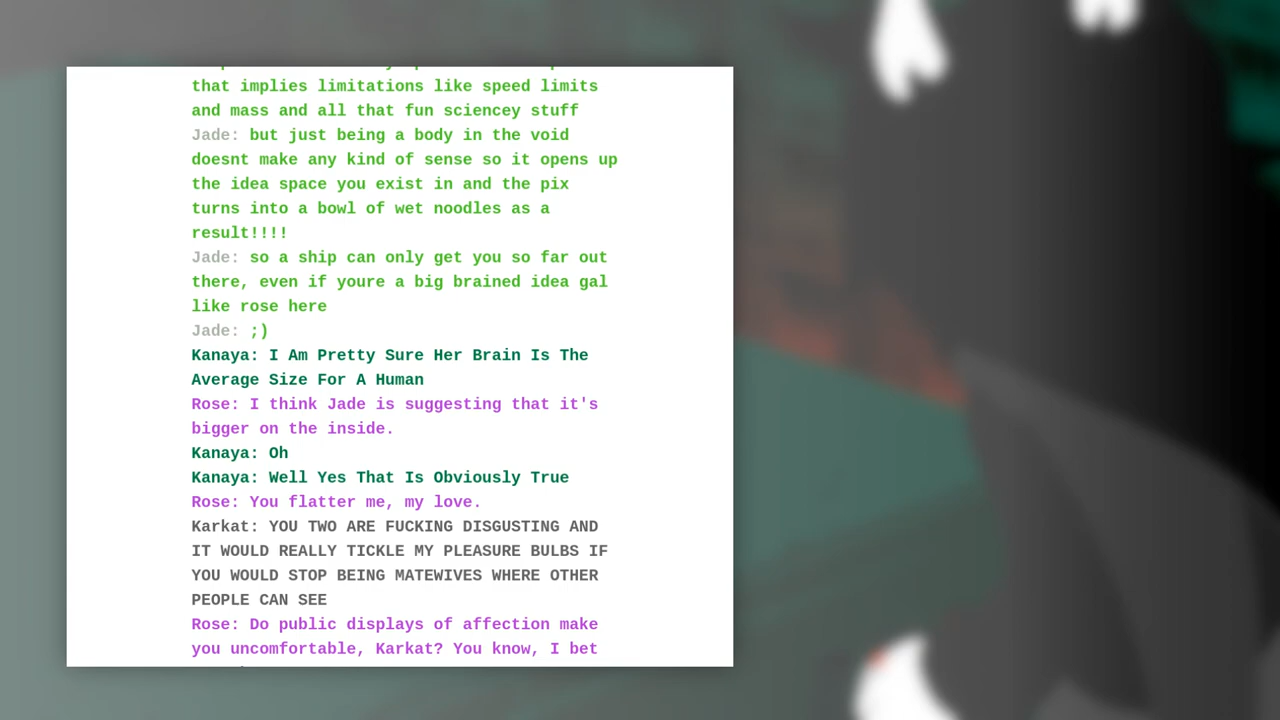 that implies limitations like speed limits
and mass and all that fun sciencey stuff
Jade: but just being a body in the void
doesnt make any kind of sense so it opens up
the idea space you exist in and the pix
turns into a bowl of wet noodles as a
result!!!!
Jade: so a ship can only get you so far out
there, even if youre a big brained idea gal
like rose here
Jade: ;)
Kanaya: I Am Pretty Sure Her Brain Is The
Average Size For A Human
Rose: I think Jade is suggesting that it's
bigger on the inside.
Kanaya: Oh
Kanaya: Well Yes That Is Obviously True
Rose: You flatter me, my love.
Karkat: YOU TWO ARE FUCKING DISGUSTING AND
IT WOULD REALLY TICKLE MY PLEASURE BULBS IF
YOU WOULD STOP BEING MATEWIVES WHERE OTHER
PEOPLE CAN SEE
Rose: Do public displays of affection make
you uncomfortable, Karkat? You know, I bet